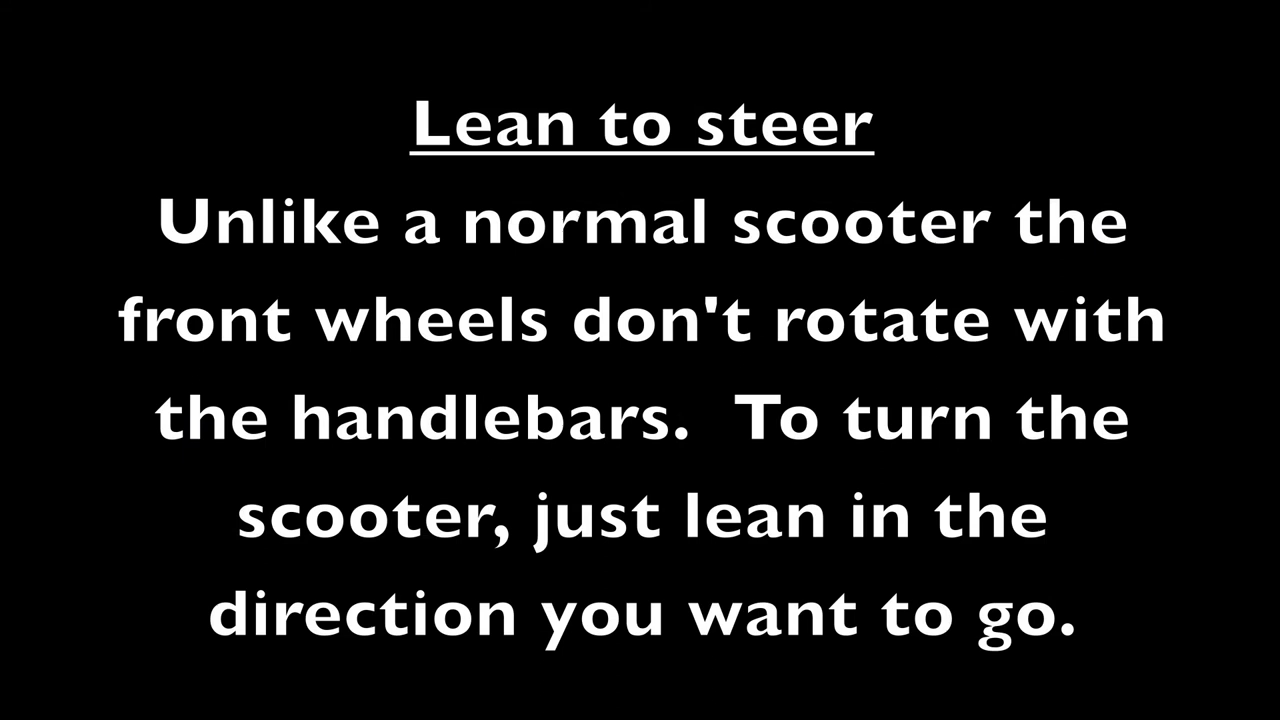 Lean to steer
Unlike a normal scooter the
front wheels don't rotate with
the handlebars.  To turn the
scooter, just lean in the
direction you want to go.